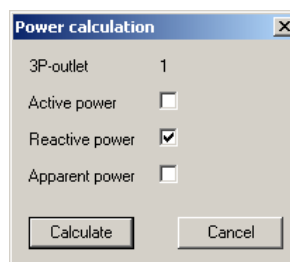 Power calculation
3P-outlet 1
Active power
Reactive power
Apparent power
Calculate Cancel